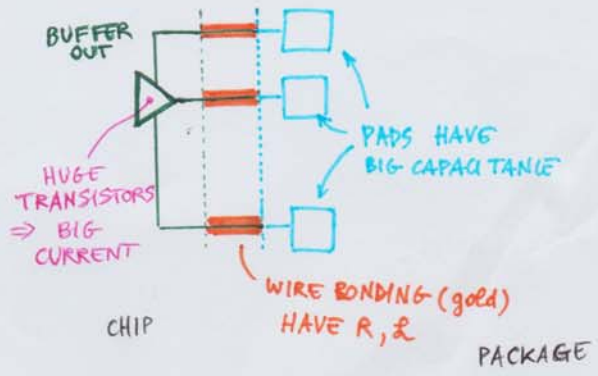 BUFFER
OUT
PADS HAVE
BIG CAPACITANCE
HUGE
TRANSISTORS
⇒ BIG
CURRENT
WIRE BONDING (gold)
HAVE R, L
CHIP
PACKAGE